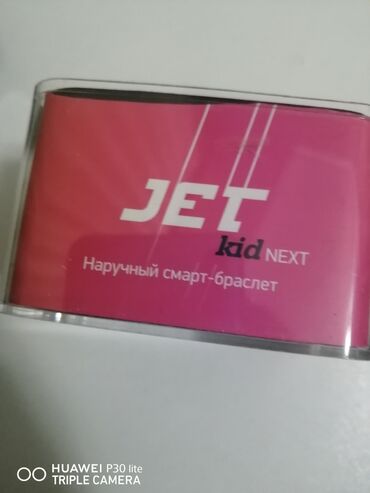 JET
kid NEXT
Наручный смарт-браслет
HUAWEI P30 lite
TRIPLE CAMERA